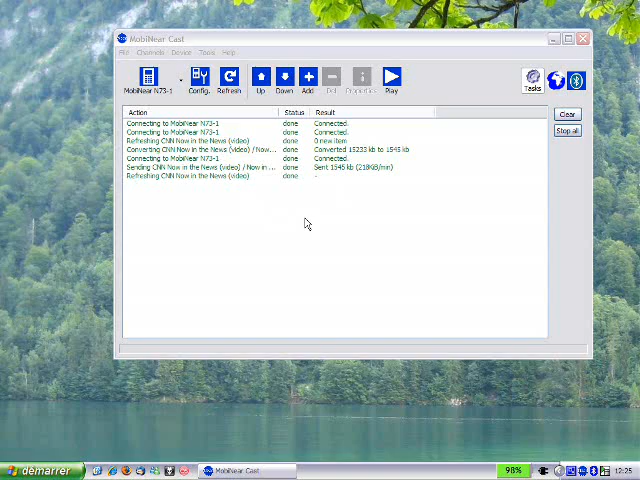 MobiNear Cast
File Channels Device Tools Help
MobiNear N73-1 Config. Refresh Up Down Add Del Properties Play Tasks
Action Status Result
Connecting to MobiNear N73-1 done Connected.
Connecting to MobiNear N73-1 done Connected.
Refreshing CNN Now in the News (video) done 0 new item
Converting CNN Now in the News (video) / Now... done Converted 15233 kb to 1545 kb
Connecting to MobiNear N73-1 done Connected.
Sending CNN Now in the News (video) / Now in ... done Sent 1545 kb (218KB/min)
Refreshing CNN Now in the News (video) done -
Clear
Stop all
démarrer MobiNear Cast 98% 12:25